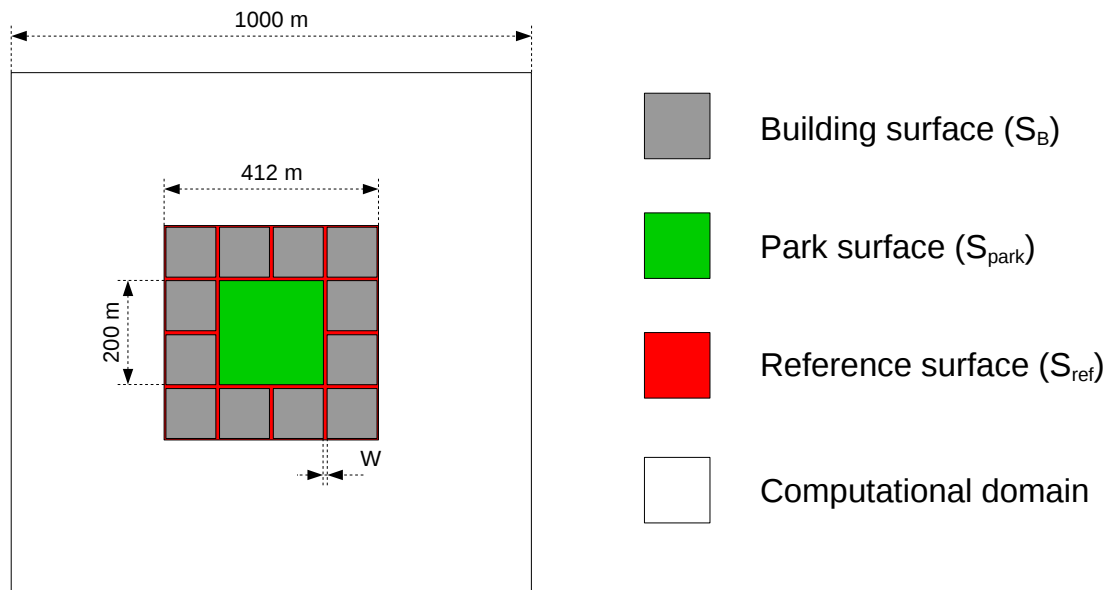 1000 m
412 m
200 m
W
Building surface (S_B)
Park surface (S_park)
Reference surface (S_ref)
Computational domain